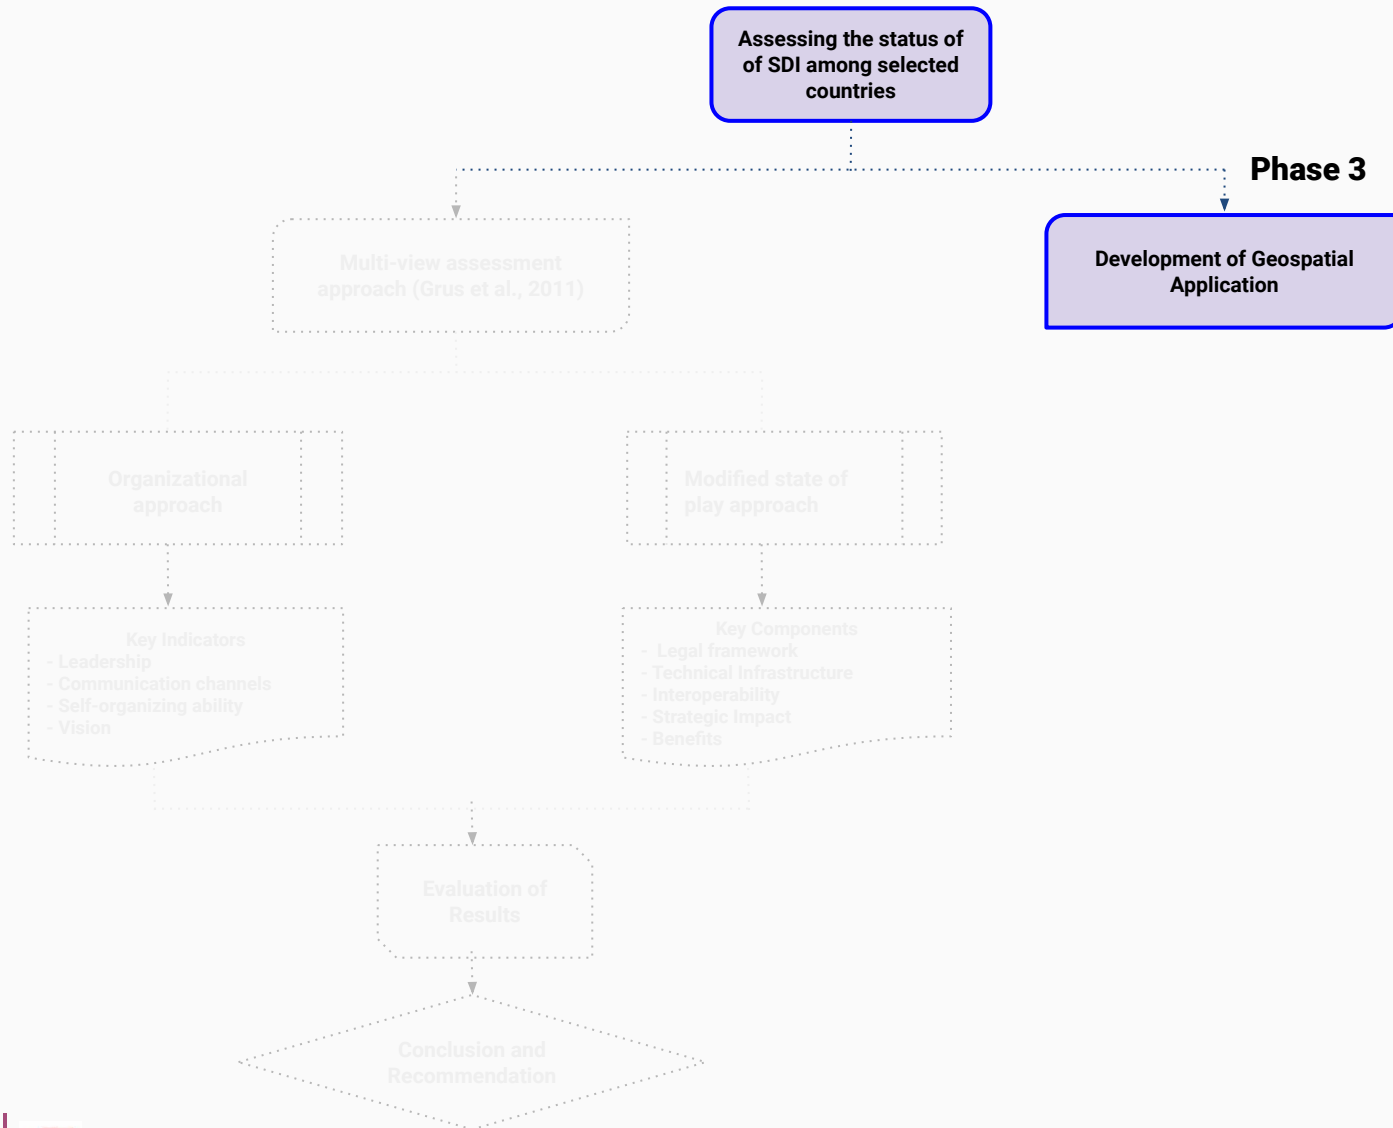 Assessing the status of
of SDI among selected
countries
Phase 3
Multi-view assessment
approach (Grus et al., 2011)
Development of Geospatial
Application
Organizational
approach
Modified state of
play approach
Key Indicators
- Leadership
- Communication channels
- Self-organizing ability
- Vision
Key Components
- Legal framework
- Technical Infrastructure
- Interoperability
- Strategic Impact
- Benefits
Evaluation of
Results
Conclusion and
Recommendation